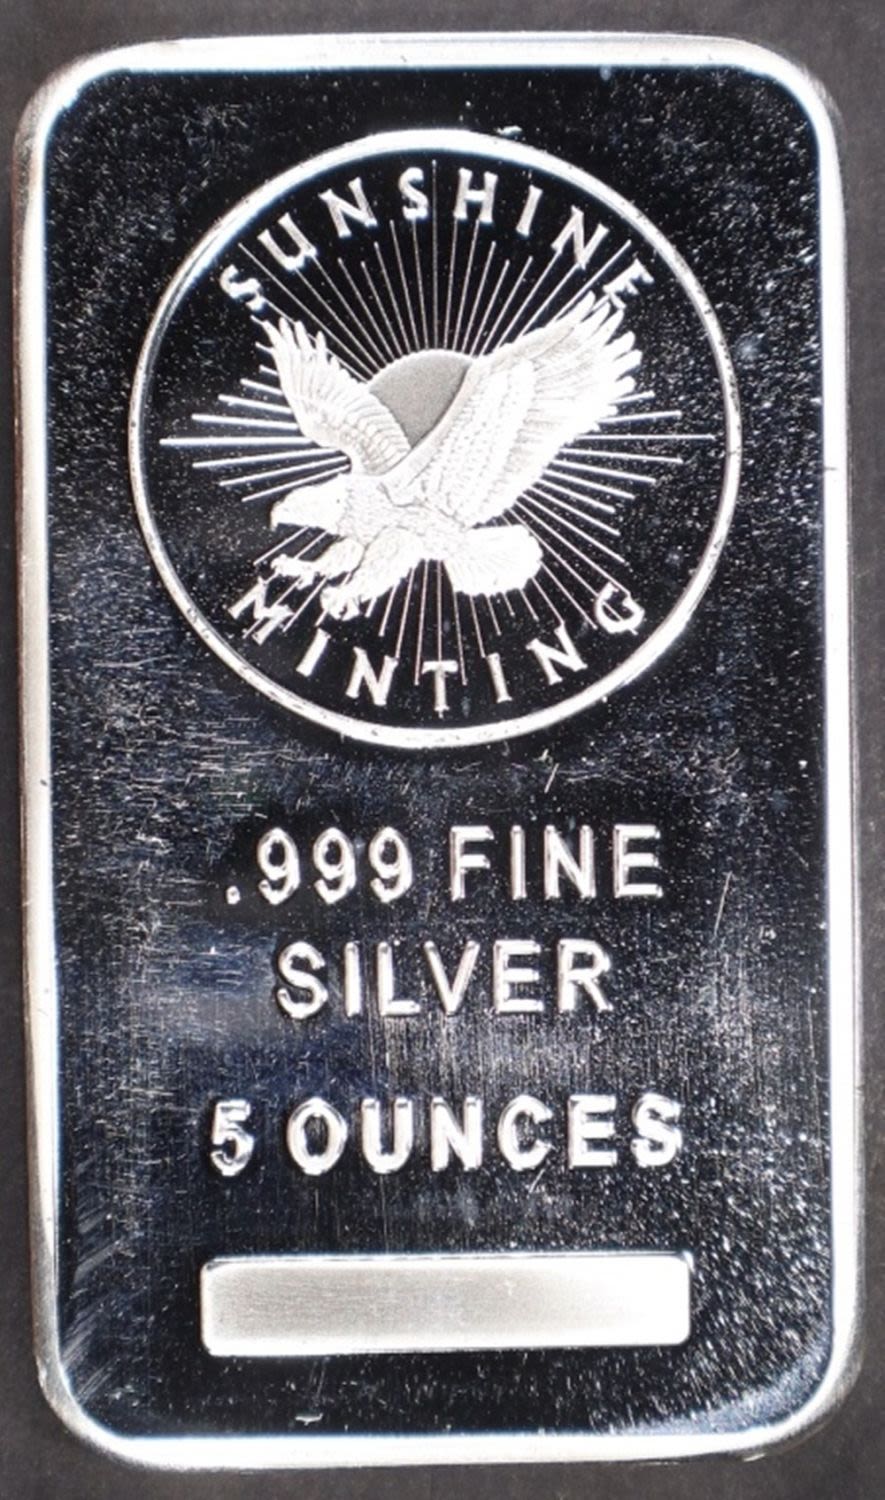 SUNSHINE
MINTING
.999 FINE
SILVER
5 OUNCES